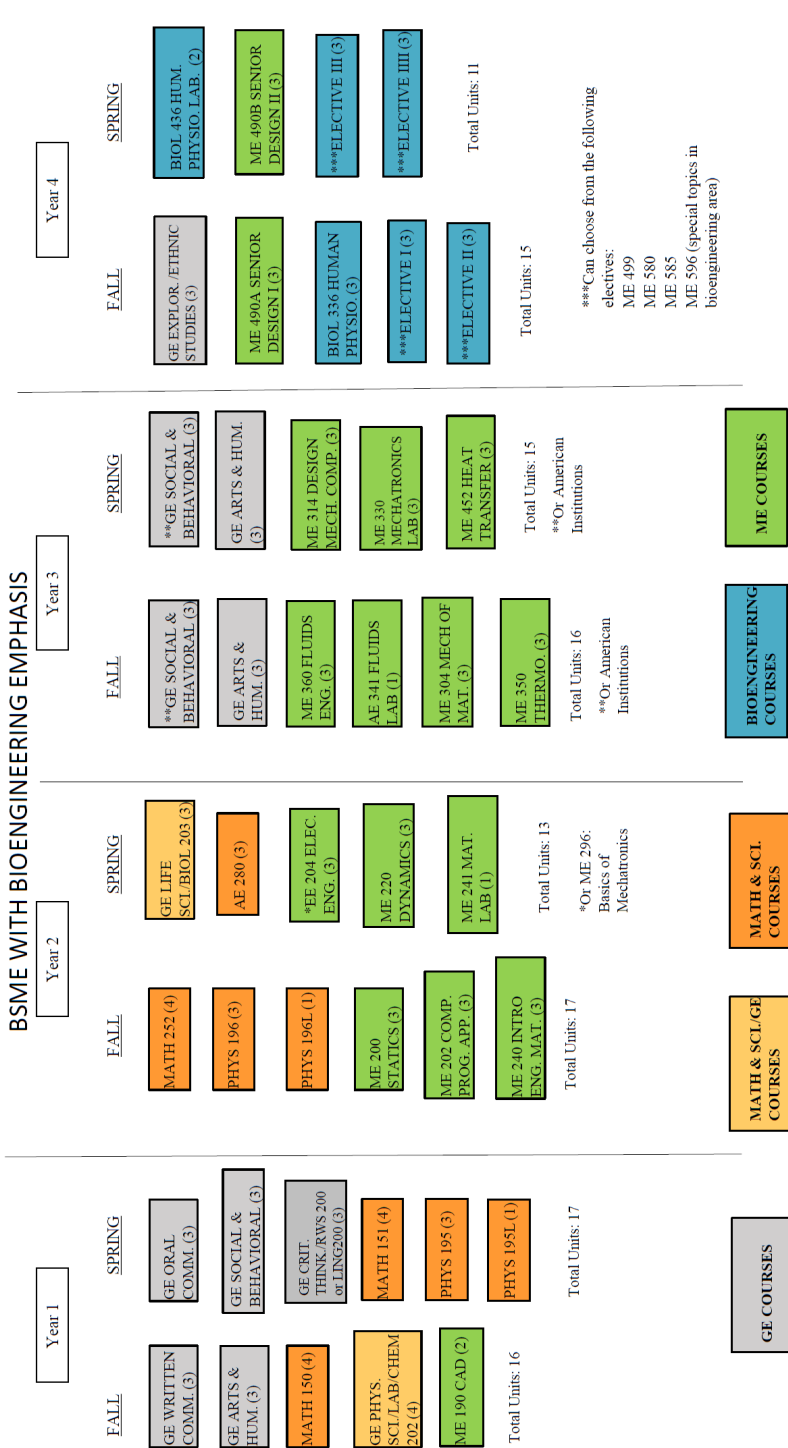 BSME WITH BIOENGINEERING EMPHASIS
Year 1
FALL
GE WRITTEN
COMM. (3)
GE ARTS &
HUM. (3)
MATH 150 (4)
GE PHYS.
SCI./LAB/CHEM
202 (4)
ME 190 CAD (2)
Total Units: 16
SPRING
GE ORAL
COMM. (3)
GE SOCIAL &
BEHAVIORAL (3)
GE CRIT.
THINK./RWS 200
or LING200 (3)
MATH 151 (4)
PHYS 195 (3)
PHYS 195L (1)
Total Units: 17
Year 2
FALL
MATH 252 (4)
PHYS 196 (3)
PHYS 196L (1)
ME 200
STATICS (3)
ME 202 COMP.
PROG. APP. (3)
ME 240 INTRO
ENG. MAT. (3)
Total Units: 17
SPRING
GE LIFE
SCI./BIOL 203 (3)
AE 280 (3)
*EE 204 ELEC.
ENG. (3)
ME 220
DYNAMICS (3)
ME 241 MAT.
LAB (1)
Total Units: 13
*Or ME 296:
Basics of
Mechatronics
Year 3
FALL
**GE SOCIAL &
BEHAVIORAL (3)
GE ARTS &
HUM. (3)
ME 360 FLUIDS
ENG. (3)
AE 341 FLUIDS
LAB (1)
ME 304 MECH OF
MAT. (3)
ME 350
THERMO. (3)
Total Units: 16
**Or American
Institutions
SPRING
**GE SOCIAL &
BEHAVIORAL (3)
GE ARTS & HUM.
(3)
ME 314 DESIGN
MECH. COMP. (3)
ME 330
MECHATRONICS
LAB (3)
ME 452 HEAT
TRANSFER (3)
Total Units: 15
**Or American
Institutions
Year 4
FALL
GE EXPLOR./ETHNIC
STUDIES (3)
ME 490A SENIOR
DESIGN I (3)
BIOL 336 HUMAN
PHYSIO. (3)
***ELECTIVE I (3)
***ELECTIVE II (3)
Total Units: 15
SPRING
BIOL 436 HUM.
PHYSIO. LAB. (2)
ME 490B SENIOR
DESIGN II (3)
***ELECTIVE III (3)
***ELECTIVE IIII (3)
Total Units: 11
***Can choose from the following
electives:
ME 499
ME 580
ME 585
ME 596 (special topics in
bioengineering area)
GE COURSES
MATH & SCI./GE
COURSES
MATH & SCI.
COURSES
BIOENGINEERING
COURSES
ME COURSES